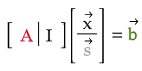 [ A | I ] [ x⃗ / s⃗ ] = b⃗